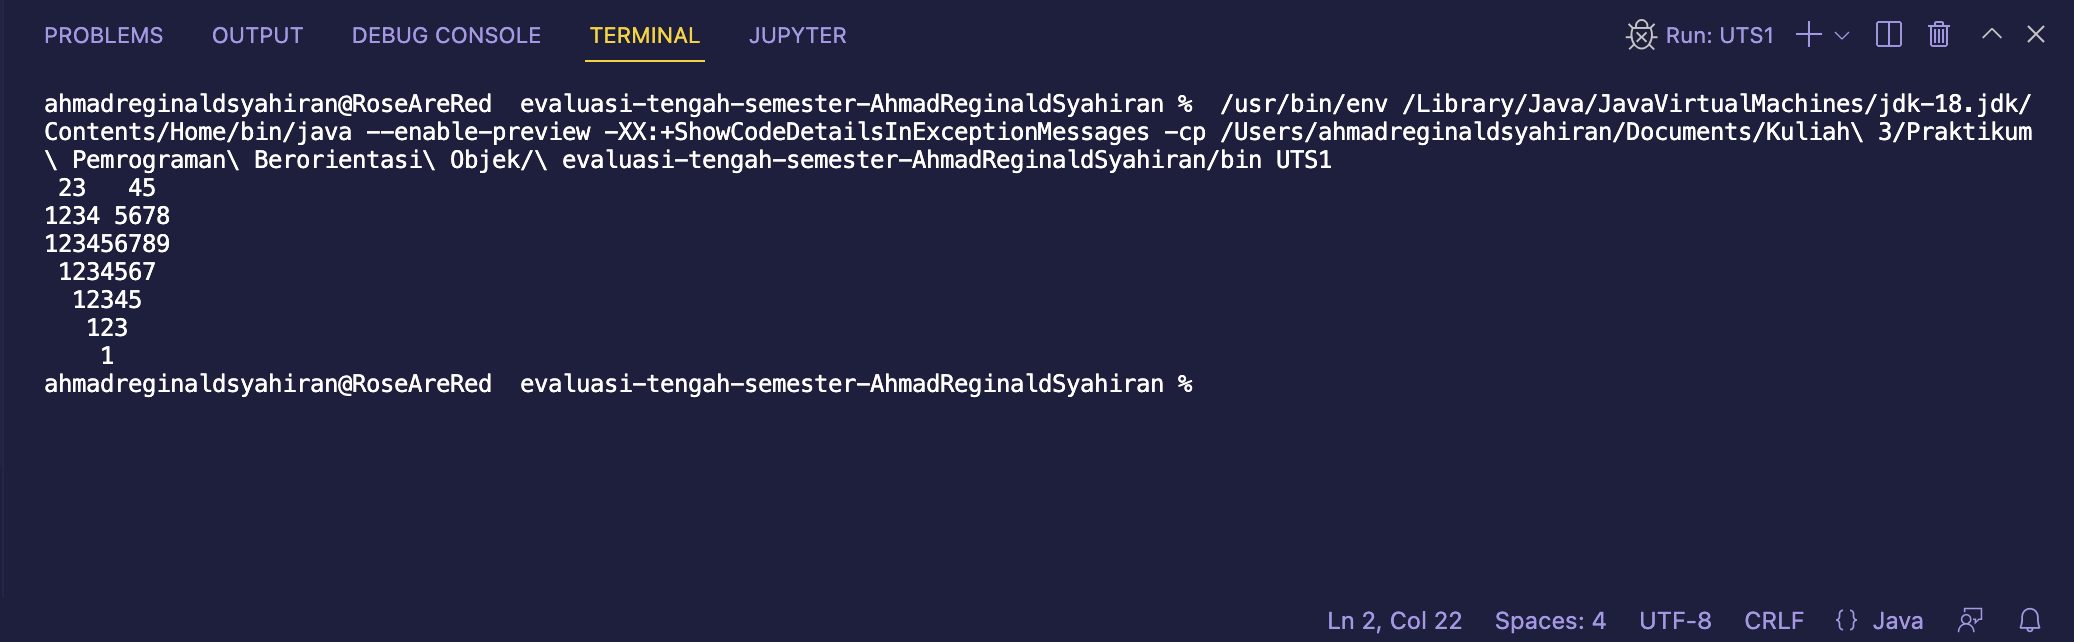 PROBLEMS OUTPUT DEBUG CONSOLE TERMINAL JUPYTER Run: UTS1
ahmadreginaldsyahiran@RoseAreRed  evaluasi-tengah-semester-AhmadReginaldSyahiran %  /usr/bin/env /Library/Java/JavaVirtualMachines/jdk-18.jdk/
Contents/Home/bin/java --enable-preview -XX:+ShowCodeDetailsInExceptionMessages -cp /Users/ahmadreginaldsyahiran/Documents/Kuliah\ 3/Praktikum
\ Pemrograman\ Berorientasi\ Objek/\ evaluasi-tengah-semester-AhmadReginaldSyahiran/bin UTS1
 23   45
1234 5678
123456789
 1234567
  12345
   123
    1
ahmadreginaldsyahiran@RoseAreRed  evaluasi-tengah-semester-AhmadReginaldSyahiran %
Ln 2, Col 22 Spaces: 4 UTF-8 CRLF {} Java